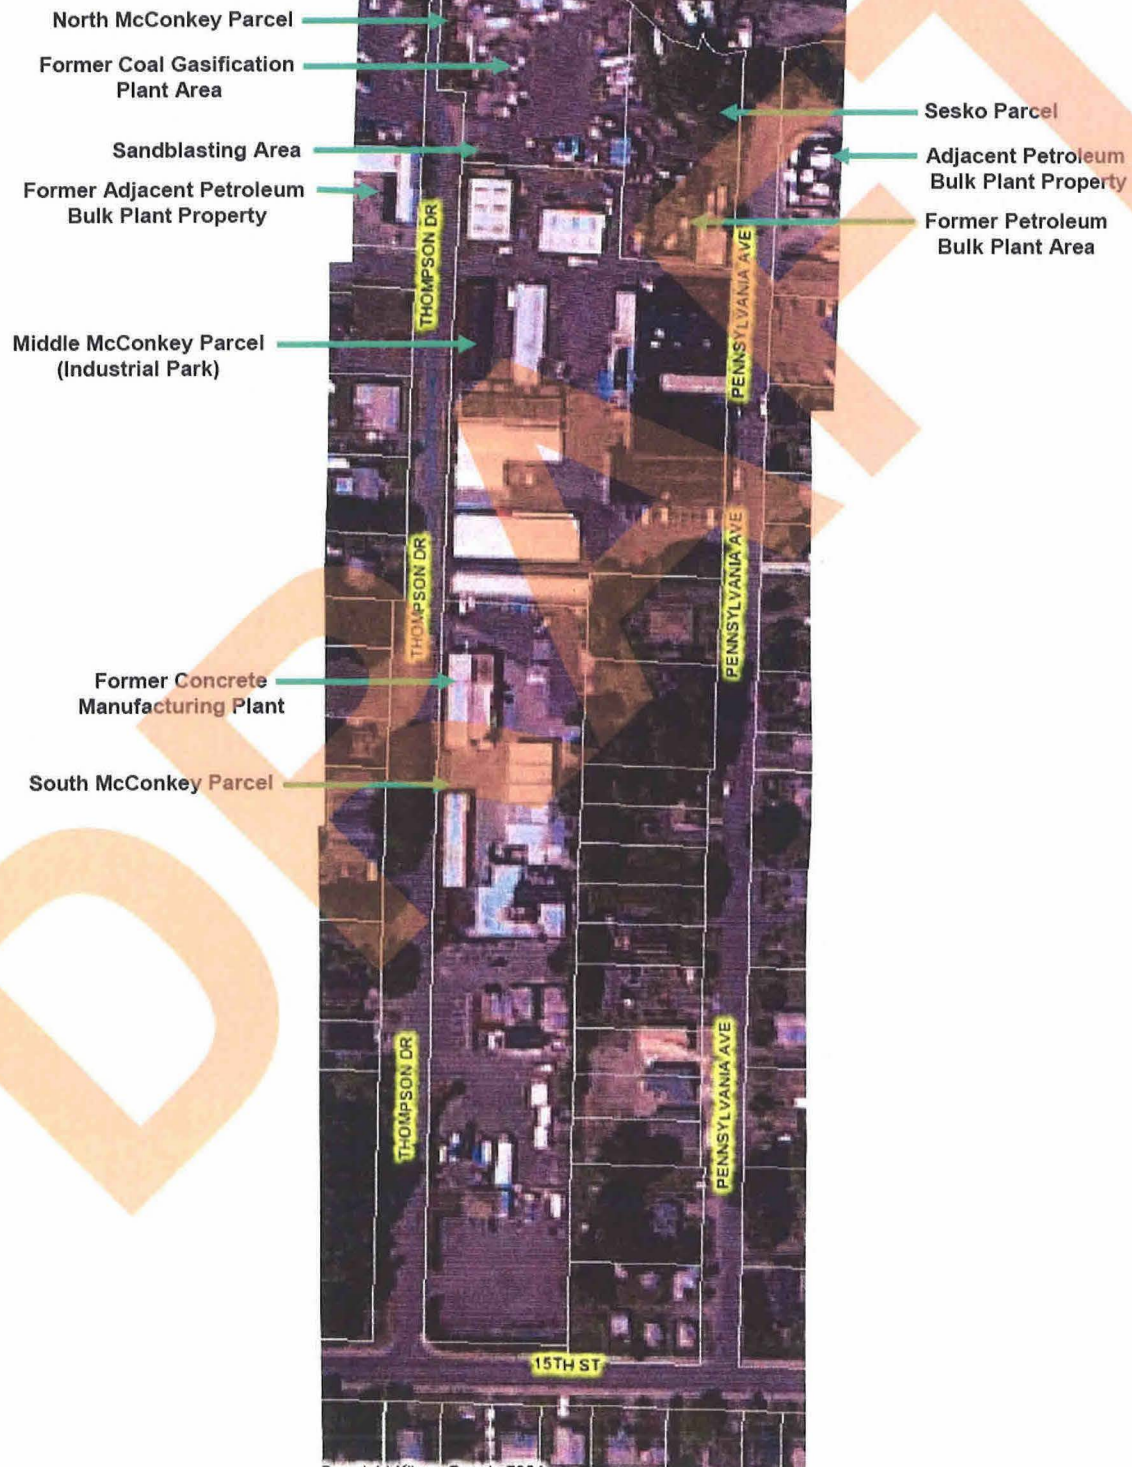 North McConkey Parcel
Former Coal Gasification
Plant Area
Sesko Parcel
Sandblasting Area
Adjacent Petroleum
Bulk Plant Property
Former Adjacent Petroleum
Bulk Plant Property
Former Petroleum
Bulk Plant Area
THOMPSON DR
PENNSYLVANIA AVE
Middle McConkey Parcel
(Industrial Park)
THOMPSON DR
PENNSYLVANIA AVE
Former Concrete
Manufacturing Plant
South McConkey Parcel
THOMPSON DR
PENNSYLVANIA AVE
15TH ST
DRAFT